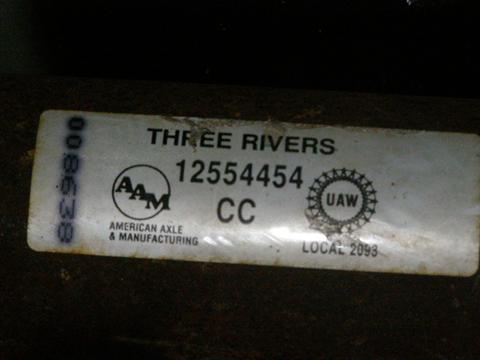 THREE RIVERS
008638
12554454
CC
AAM
AMERICAN AXLE
& MANUFACTURING
UAW
LOCAL 2093